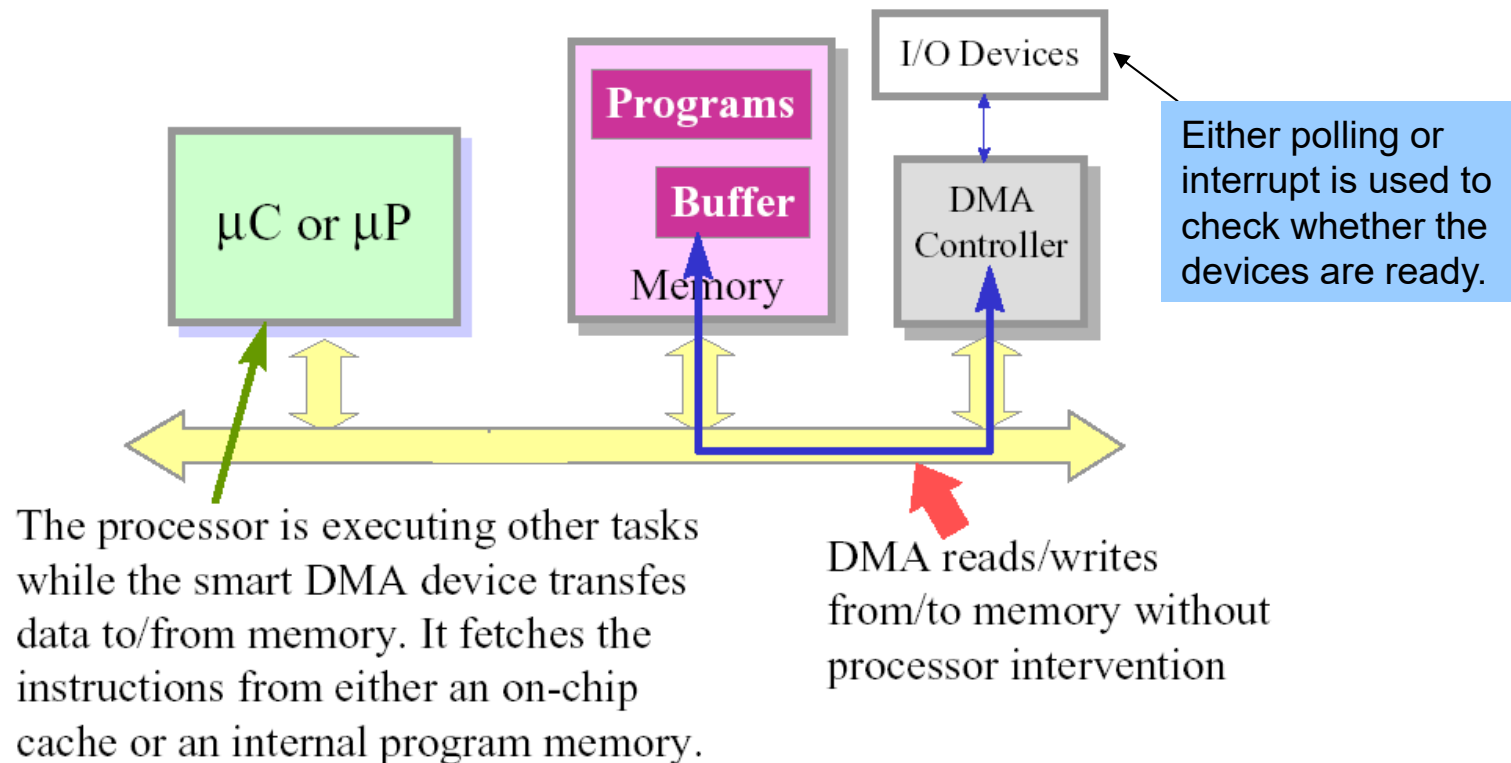 I/O Devices
Programs
Either polling or
interrupt is used to
check whether the
devices are ready.
μC or μP
Buffer
DMA
Controller
Memory
The processor is executing other tasks
while the smart DMA device transfes
data to/from memory. It fetches the
instructions from either an on-chip
cache or an internal program memory.
DMA reads/writes
from/to memory without
processor intervention